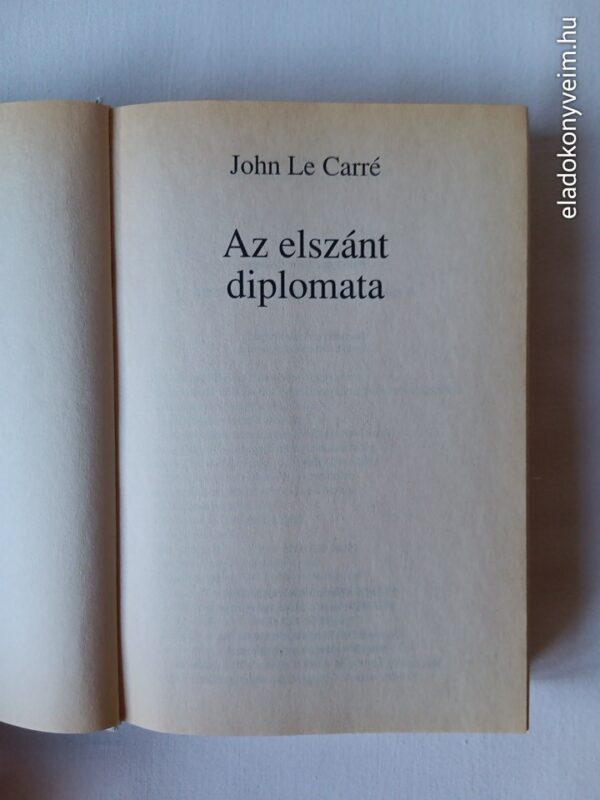 John Le Carré
Az elszánt
diplomata
eladokonyveim.hu